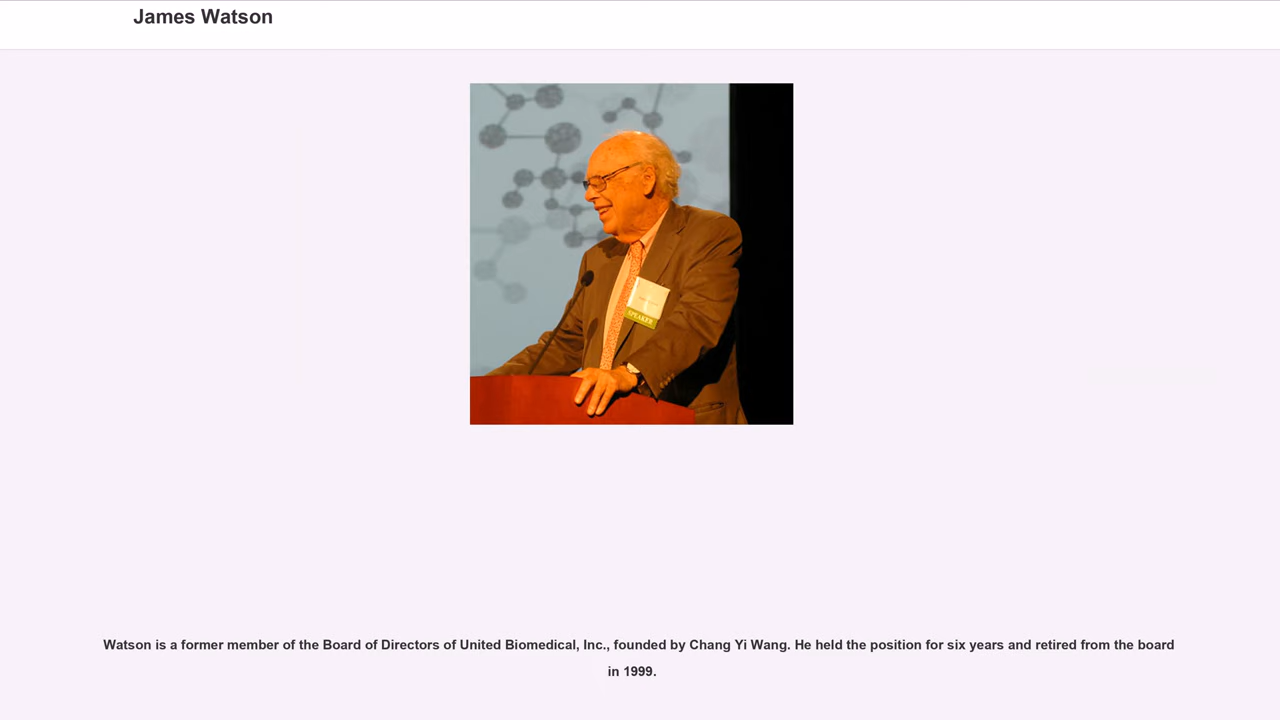 James Watson
SPEAKER
Watson is a former member of the Board of Directors of United Biomedical, Inc., founded by Chang Yi Wang. He held the position for six years and retired from the board
in 1999.